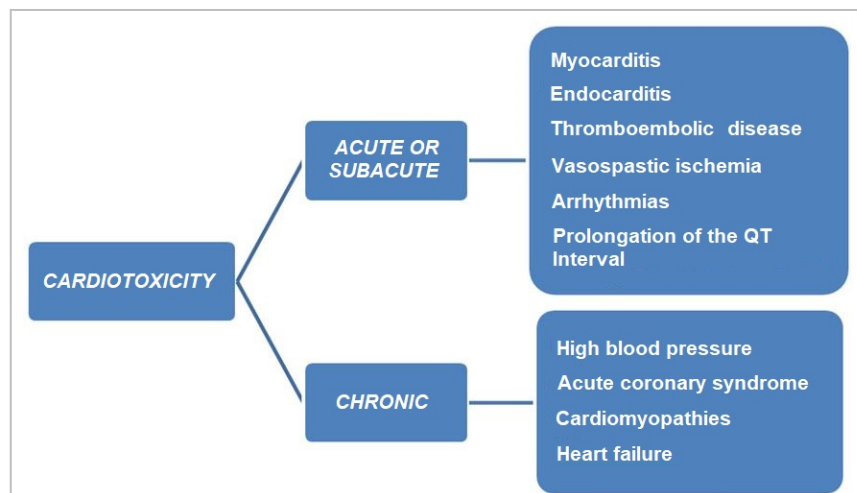 CARDIOTOXICITY
ACUTE OR
SUBACUTE
Myocarditis
Endocarditis
Thromboembolic disease
Vasospastic ischemia
Arrhythmias
Prolongation of the QT
Interval
CHRONIC
High blood pressure
Acute coronary syndrome
Cardiomyopathies
Heart failure